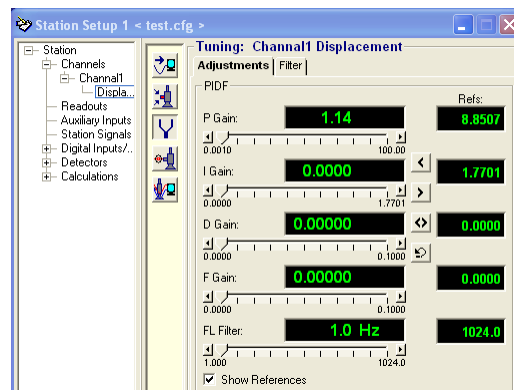 Station Setup 1 < test.cfg >
Station
Channels
Channal1
Displa...
Readouts
Auxiliary Inputs
Station Signals
Digital Inputs/..
Detectors
Calculations
Tuning: Channal1 Displacement
Adjustments
Filter
PIDF
Refs:
P Gain:
1.14
8.8507
0.0010
100.00
I Gain:
0.0000
1.7701
0.0000
1.7701
D Gain:
0.00000
0.0000
0.0000
0.1000
F Gain:
0.00000
0.0000
0.0000
0.1000
FL Filter:
1.0 Hz
1024.0
1.000
1024.0
Show References